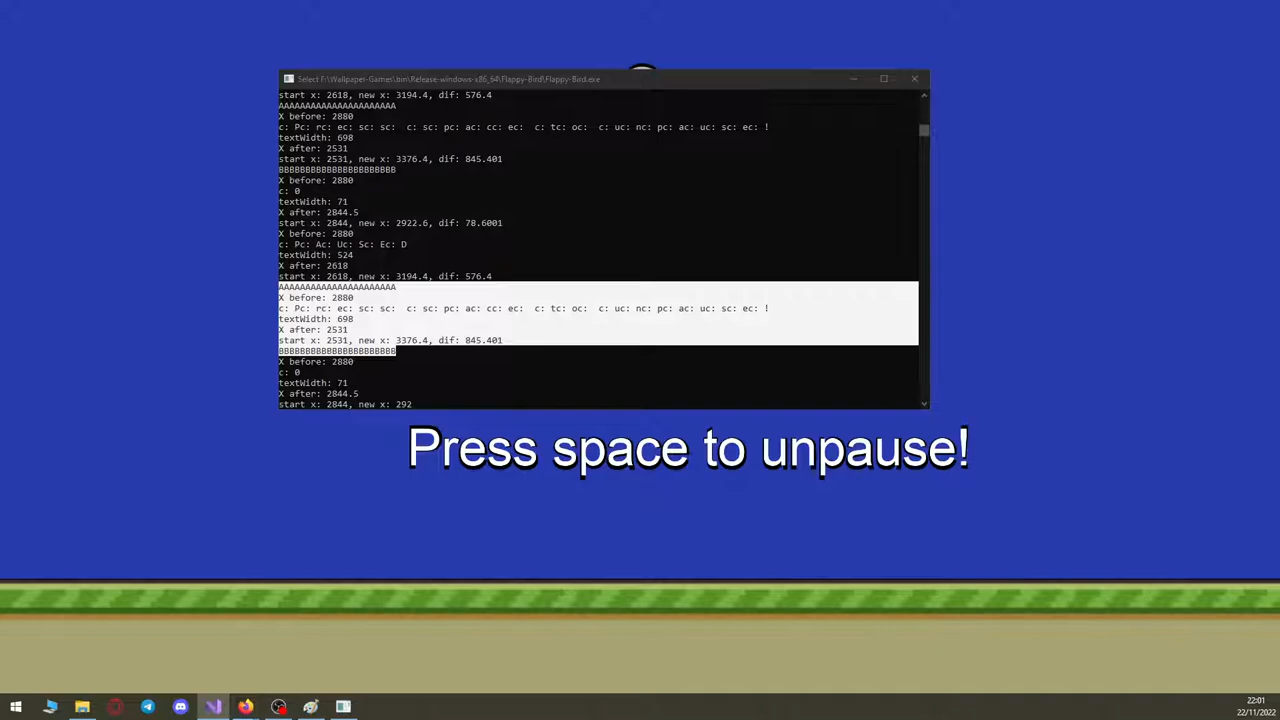 Select F:\Wallpaper-Games\bin\Release-windows-x86_64\Flappy-Bird\Flappy-Bird.exe
start x: 2618, new x: 3194.4, dif: 576.4
AAAAAAAAAAAAAAAAAAAAAA
X before: 2880
c: Pc: rc: ec: sc: sc:  c: sc: pc: ac: cc: ec:  c: tc: oc:  c: uc: nc: pc: ac: uc: sc: ec: !
textWidth: 698
X after: 2531
start x: 2531, new x: 3376.4, dif: 845.401
BBBBBBBBBBBBBBBBBBBBBB
X before: 2880
c: 0
textWidth: 71
X after: 2844.5
start x: 2844, new x: 2922.6, dif: 78.6001
X before: 2880
c: Pc: Ac: Uc: Sc: Ec: D
textWidth: 524
X after: 2618
start x: 2618, new x: 3194.4, dif: 576.4
AAAAAAAAAAAAAAAAAAAAAA
X before: 2880
c: Pc: rc: ec: sc: sc:  c: sc: pc: ac: cc: ec:  c: tc: oc:  c: uc: nc: pc: ac: uc: sc: ec: !
textWidth: 698
X after: 2531
start x: 2531, new x: 3376.4, dif: 845.401
BBBBBBBBBBBBBBBBBBBBBB
X before: 2880
c: 0
textWidth: 71
X after: 2844.5
start x: 2844, new x: 292
Press space to unpause!
22:01
22/11/2022